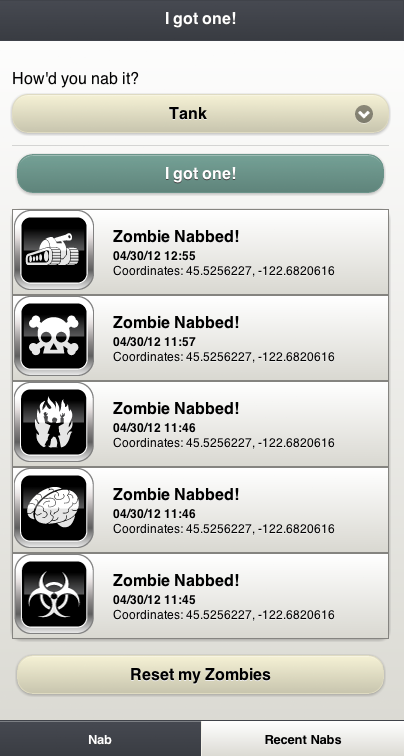 I got one!
How'd you nab it?
Tank
I got one!
Zombie Nabbed!
04/30/12 12:55
Coordinates: 45.5256227, -122.6820616
Zombie Nabbed!
04/30/12 11:57
Coordinates: 45.5256227, -122.6820616
Zombie Nabbed!
04/30/12 11:46
Coordinates: 45.5256227, -122.6820616
Zombie Nabbed!
04/30/12 11:46
Coordinates: 45.5256227, -122.6820616
Zombie Nabbed!
04/30/12 11:45
Coordinates: 45.5256227, -122.6820616
Reset my Zombies
Nab
Recent Nabs